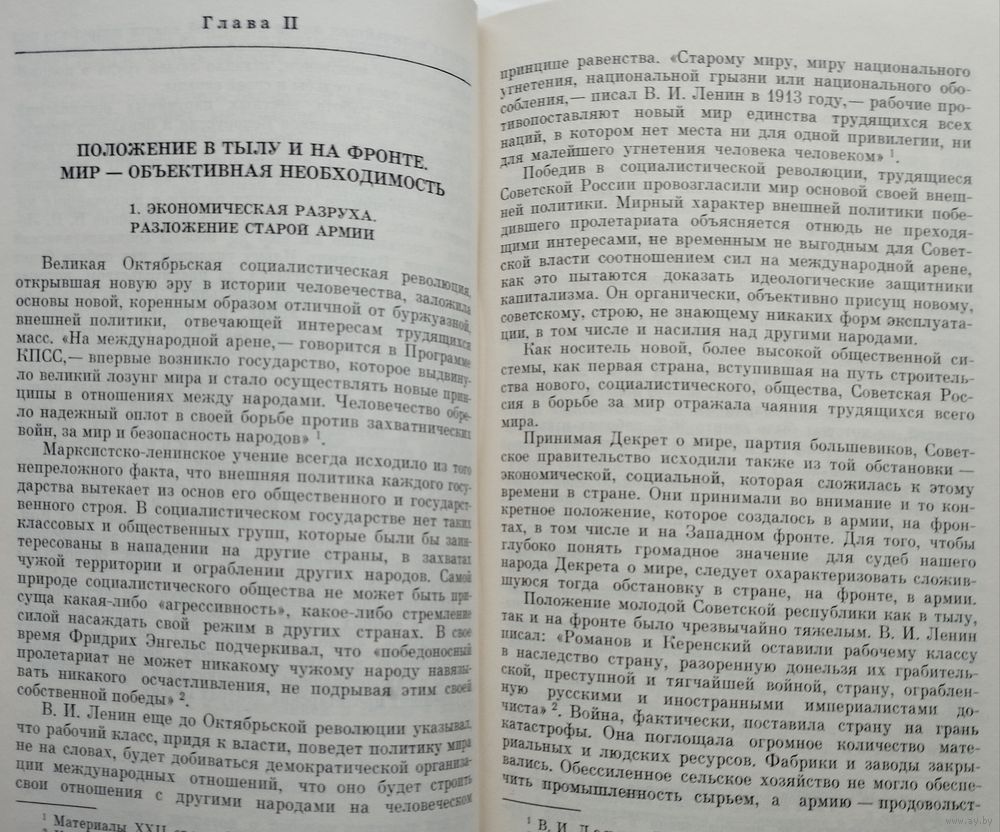 Глава II
ПОЛОЖЕНИЕ В ТЫЛУ И НА ФРОНТЕ.
МИР — ОБЪЕКТИВНАЯ НЕОБХОДИМОСТЬ
1. ЭКОНОМИЧЕСКАЯ РАЗРУХА.
РАЗЛОЖЕНИЕ СТАРОЙ АРМИИ
Великая Октябрьская социалистическая революция,
открывшая новую эру в истории человечества, заложила
основы новой, коренным образом отличной от буржуазной,
внешней политики, отвечающей интересам трудящихся
масс. «На международной арене,— говорится в Программе
КПСС,— впервые возникло государство, которое выдвину-
ло великий лозунг мира и стало осуществлять новые прин-
ципы в отношениях между народами. Человечество обре-
ло надежный оплот в своей борьбе против захватнических
войн, за мир и безопасность народов» 1.
Марксистско-ленинское учение всегда исходило из того
непреложного факта, что внешняя политика каждого госу-
дарства вытекает из основ его общественного и государст-
венного строя. В социалистическом государстве нет таких
классовых и общественных групп, которые были бы заин-
тересованы в нападении на другие страны, в захватах
чужой территории и ограблении других народов. Самой
природе социалистического общества не может быть при-
суща какая-либо «агрессивность», какое-либо стремление
силой насаждать свой режим в других странах. В свое
время Фридрих Энгельс подчеркивал, что «победоносный
пролетариат не может никакому чужому народу навязы-
вать никакого осчастливления, не подрывая этим своей
собственной победы» 2.
В. И. Ленин еще до Октябрьской революции указывал,
что рабочий класс, придя к власти, поведет политику мира
не на словах, будет добиваться демократической организа-
ции международных отношений, что оно будет строить
свои отношения с другими народами на человеческом
1 Материалы XXII
принципе равенства. «Старому миру, миру национального
угнетения, национальной грызни или национального обо-
собления,— писал В. И. Ленин в 1913 году,— рабочие про-
тивопоставляют новый мир единства трудящихся всех
наций, в котором нет места ни для одной привилегии, ни
для малейшего угнетения человека человеком» 1.
Победив в социалистической революции, трудящиеся
Советской России провозгласили мир основой своей внеш-
ней политики. Мирный характер внешней политики побе-
дившего пролетариата объясняется отнюдь не преходя-
щими интересами, не временным не выгодным для Совет-
ской власти соотношением сил на международной арене,
как это пытаются доказать идеологические защитники
капитализма. Он органически, объективно присущ новому,
советскому, строю, не знающему никаких форм эксплуата-
ции, в том числе и насилия над другими народами.
Как носитель новой, более высокой общественной си-
стемы, как первая страна, вступившая на путь строитель-
ства нового, социалистического, общества, Советская Рос-
сия в борьбе за мир отражала чаяния трудящихся всего
мира.
Принимая Декрет о мире, партия большевиков, Совет-
ское правительство исходили также из той обстановки —
экономической, социальной, которая сложилась к этому
времени в стране. Они принимали во внимание и то кон-
кретное положение, которое создалось в армии, на фрон-
тах, в том числе и на Западном фронте. Для того, чтобы
глубоко понять громадное значение для судеб нашего
народа Декрета о мире, следует охарактеризовать сложив-
шуюся тогда обстановку в стране, на фронте, в армии.
Положение молодой Советской республики как в тылу,
так и на фронте было чрезвычайно тяжелым. В. И. Ленин
писал: «Романов и Керенский оставили рабочему классу
в наследство страну, разоренную донельзя их грабитель-
ской, преступной и тягчайшей войной, страну, ограблен-
ную русскими и иностранными империалистами до-
чиста» 2. Война, фактически, поставила страну на грань
катастрофы. Она поглощала огромное количество мате-
риальных и людских ресурсов. Фабрики и заводы закры-
вались. Обессиленное сельское хозяйство не могло обеспе-
чить промышленность сырьем, а армию — продовольст-
1 В. И.
www.ay.by